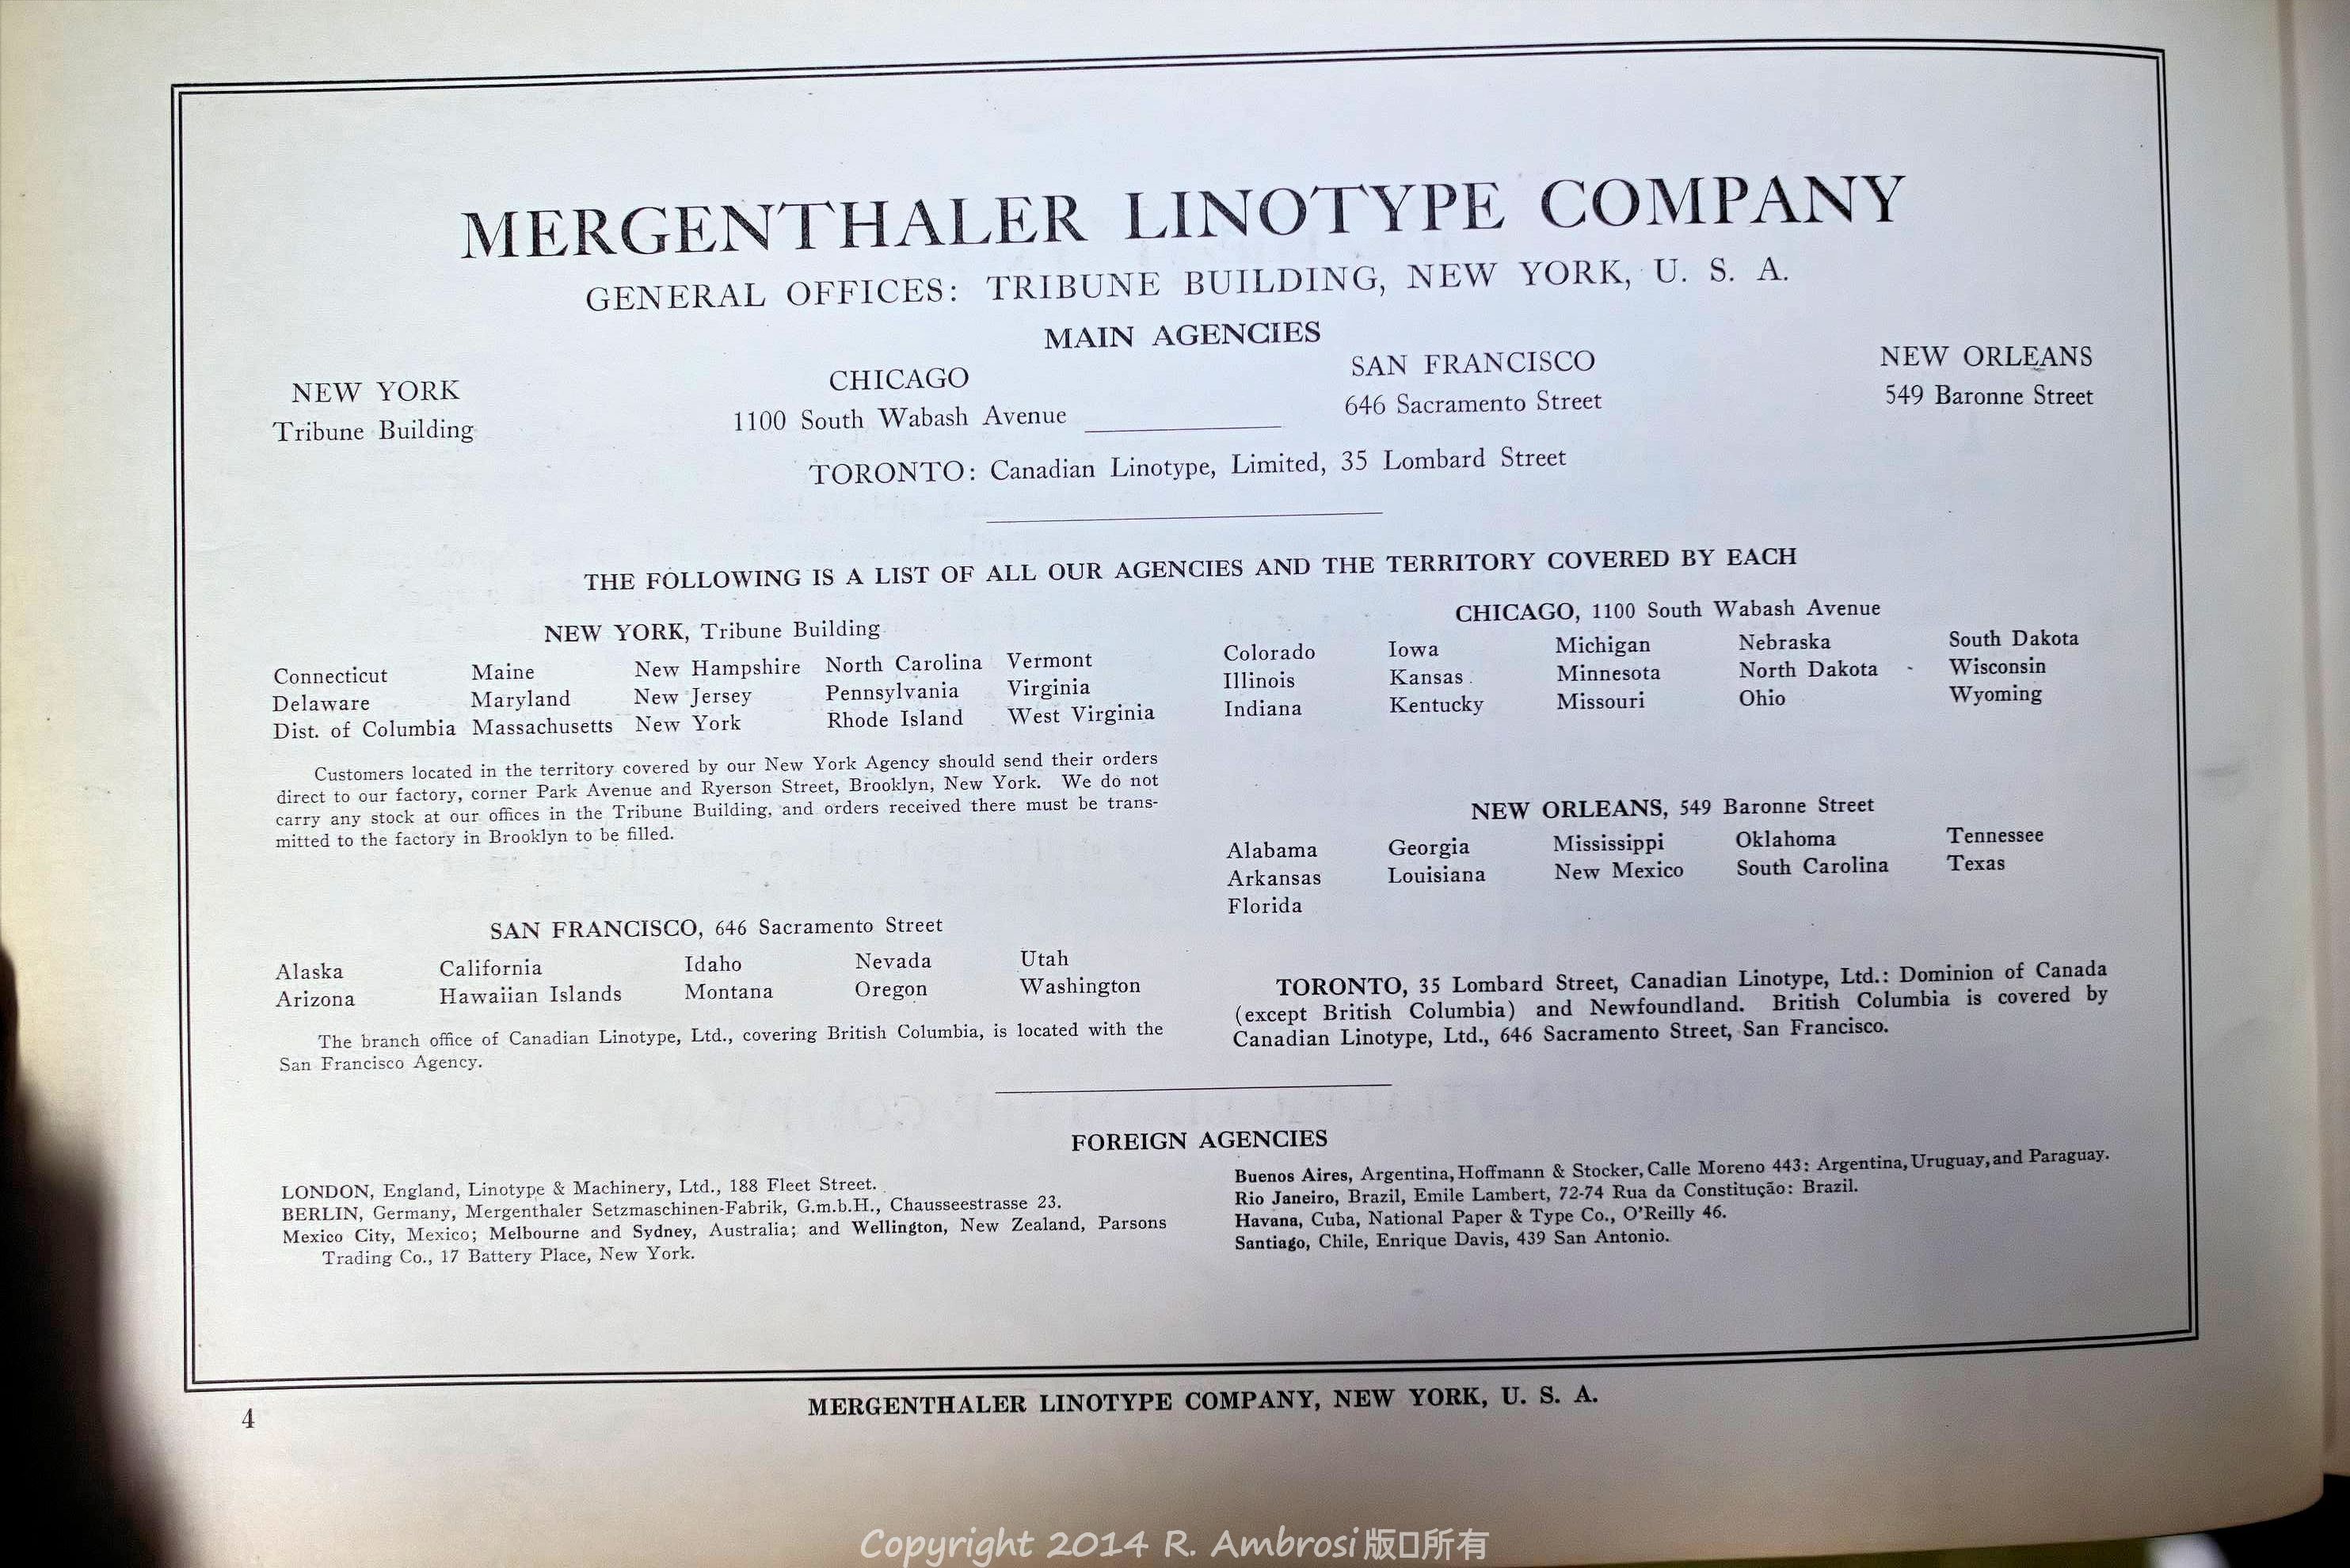 MERGENTHALER LINOTYPE COMPANY
GENERAL OFFICES: TRIBUNE BUILDING, NEW YORK, U. S. A.
MAIN AGENCIES
NEW YORK
Tribune Building
CHICAGO
1100 South Wabash Avenue
SAN FRANCISCO
646 Sacramento Street
NEW ORLEANS
549 Baronne Street
TORONTO: Canadian Linotype, Limited, 35 Lombard Street
THE FOLLOWING IS A LIST OF ALL OUR AGENCIES AND THE TERRITORY COVERED BY EACH
NEW YORK, Tribune Building
Connecticut Maine New Hampshire North Carolina Vermont
Delaware Maryland New Jersey Pennsylvania Virginia
Dist. of Columbia Massachusetts New York Rhode Island West Virginia
Customers located in the territory covered by our New York Agency should send their orders
direct to our factory, corner Park Avenue and Ryerson Street, Brooklyn, New York. We do not
carry any stock at our offices in the Tribune Building, and orders received there must be trans-
mitted to the factory in Brooklyn to be filled.
SAN FRANCISCO, 646 Sacramento Street
Alaska California Idaho Nevada Utah
Arizona Hawaiian Islands Montana Oregon Washington
The branch office of Canadian Linotype, Ltd., covering British Columbia, is located with the
San Francisco Agency.
CHICAGO, 1100 South Wabash Avenue
Colorado Iowa Michigan Nebraska South Dakota
Illinois Kansas Minnesota North Dakota Wisconsin
Indiana Kentucky Missouri Ohio Wyoming
NEW ORLEANS, 549 Baronne Street
Alabama Georgia Mississippi Oklahoma Tennessee
Arkansas Louisiana New Mexico South Carolina Texas
Florida
TORONTO, 35 Lombard Street, Canadian Linotype, Ltd.: Dominion of Canada
(except British Columbia) and Newfoundland. British Columbia is covered by
Canadian Linotype, Ltd., 646 Sacramento Street, San Francisco.
FOREIGN AGENCIES
LONDON, England, Linotype & Machinery, Ltd., 188 Fleet Street.
BERLIN, Germany, Mergenthaler Setzmaschinen-Fabrik, G.m.b.H., Chausseestrasse 23.
Mexico City, Mexico; Melbourne and Sydney, Australia; and Wellington, New Zealand, Parsons
Trading Co., 17 Battery Place, New York.
Buenos Aires, Argentina, Hoffmann & Stocker, Calle Moreno 443: Argentina, Uruguay, and Paraguay.
Rio Janeiro, Brazil, Emile Lambert, 72-74 Rua da Constitução: Brazil.
Havana, Cuba, National Paper & Type Co., O'Reilly 46.
Santiago, Chile, Enrique Davis, 439 San Antonio.
4
MERGENTHALER LINOTYPE COMPANY, NEW YORK, U. S. A.
Copyright 2014 R. Ambrosi 版▯所有